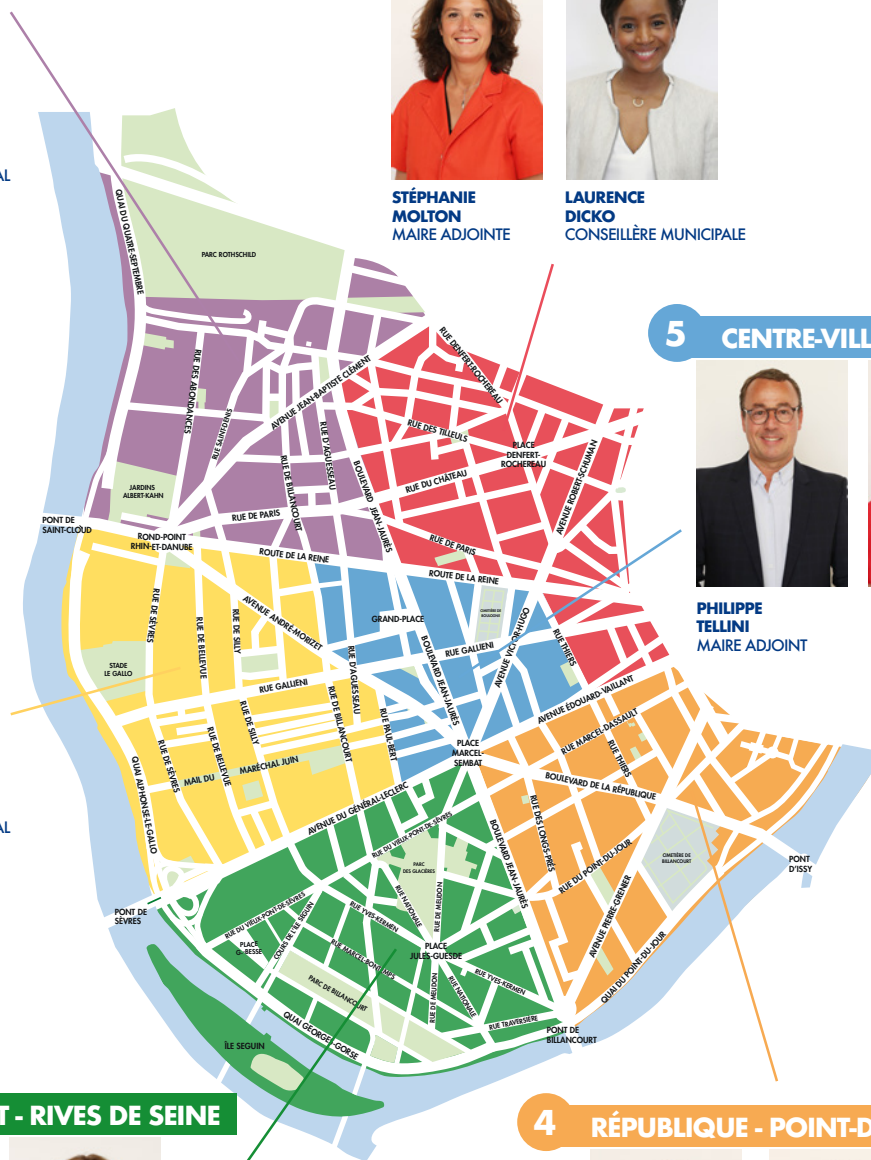 AL
STÉPHANIE
MOLTON
MAIRE ADJOINTE
LAURENCE
DICKO
CONSEILLÈRE MUNICIPALE
QUAI DU QUATRE-SEPTEMBRE
PARC ROTHSCHILD
5 CENTRE-VILL
RUE DENFERT-ROCHEREAU
RUE DES ABONDANCES
AVENUE JEAN-BAPTISTE CLÉMENT
RUE SAINT-DENIS
RUE D'AGUESSEAU
RUE DES TILLEULS
PLACE
DENFERT-
ROCHEREAU
AVENUE ROBERT-SCHUMAN
RUE DE BILLANCOURT
BOULEVARD JEAN-JAURÈS
RUE DU CHÂTEAU
JARDINS
ALBERT-KAHN
RUE DE PARIS
PONT DE
SAINT-CLOUD
ROND-POINT
RHIN-ET-DANUBE
RUE DE PARIS
ROUTE DE LA REINE
ROUTE DE LA REINE
PHILIPPE
TELLINI
MAIRE ADJOINT
RUE DE SÈVRES
RUE DE BELLEVUE
RUE DE SILLY
AVENUE ANDRÉ-MORIZET
GRAND-PLACE
CIMETIÈRE DE
BOULOGNE
AVENUE VICTOR-HUGO
BOULEVARD JEAN-JAURÈS
RUE GALLIENI
RUE THIERS
STADE
LE GALLO
RUE D'AGUESSEAU
RUE GALLIENI
RUE DE BILLANCOURT
RUE DE SILLY
RUE PAUL-BERT
AVENUE ÉDOUARD-VAILLANT
RUE MARCEL-DASSAULT
RUE THIERS
RUE DE SÈVRES
RUE DE BELLEVUE
MAIL DU MARÉCHAL JUIN
PLACE
MARCEL-
SEMBAT
BOULEVARD DE LA RÉPUBLIQUE
QUAI ALPHONSE-LE-GALLO
AL
AVENUE DU GÉNÉRAL-LECLERC
RUE DU VIEUX-PONT-DE-SÈVRES
BOULEVARD JEAN-JAURÈS
RUE DES LONGS-PRÉS
RUE DU POINT-DU-JOUR
CIMETIÈRE DE
BILLANCOURT
PONT
D'ISSY
PARC
DES GLACIÈRES
RUE NATIONALE
RUE DE MEUDON
AVENUE PIERRE-GRENIER
PONT DE
SÈVRES
RUE DU VIEUX-PONT-DE-SÈVRES
COURS DE L'ÎLE SEGUIN
RUE YVES-KERMEN
PLACE
G.-BESSE
RUE MARCEL-BONTEMPS
PLACE
JULES-GUESDE
QUAI DU POINT-DU-JOUR
PARC DE BILLANCOURT
RUE DE MEUDON
RUE NATIONALE
RUE YVES-KERMEN
RUE TRAVERSIÈRE
QUAI GEORGES-GORSE
PONT DE
BILLANCOURT
ÎLE SEGUIN
T - RIVES DE SEINE
4 RÉPUBLIQUE - POINT-D